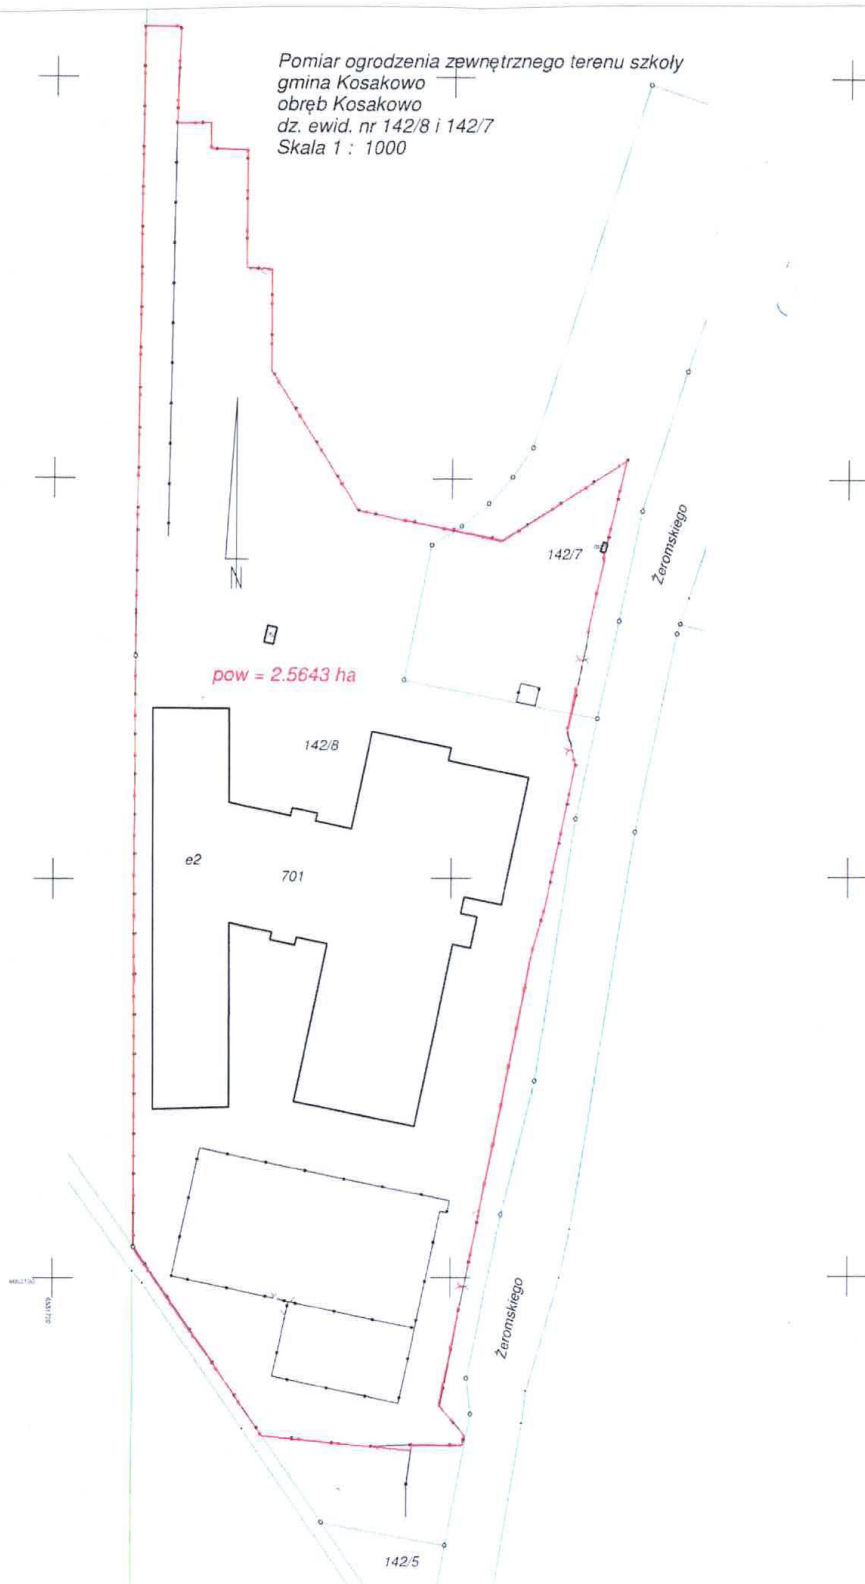 Pomiar ogrodzenia zewnętrznego terenu szkoły
gmina Kosakowo
obręb Kosakowo
dz. ewid. nr 142/8 i 142/7
Skala 1 : 1000
142/7
Żeromskiego
N
pow = 2.5643 ha
142/8
e2
701
Żeromskiego
142/5